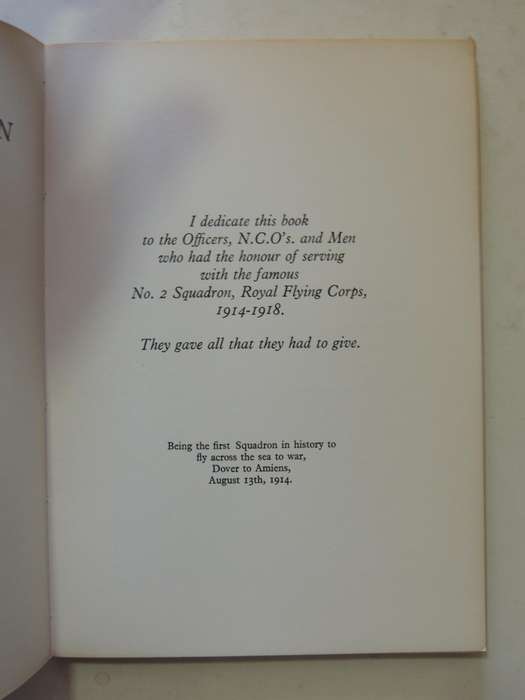 N
I dedicate this book
to the Officers, N.C.O's. and Men
who had the honour of serving
with the famous
No. 2 Squadron, Royal Flying Corps,
1914-1918.
They gave all that they had to give.
Being the first Squadron in history to
fly across the sea to war,
Dover to Amiens,
August 13th, 1914.